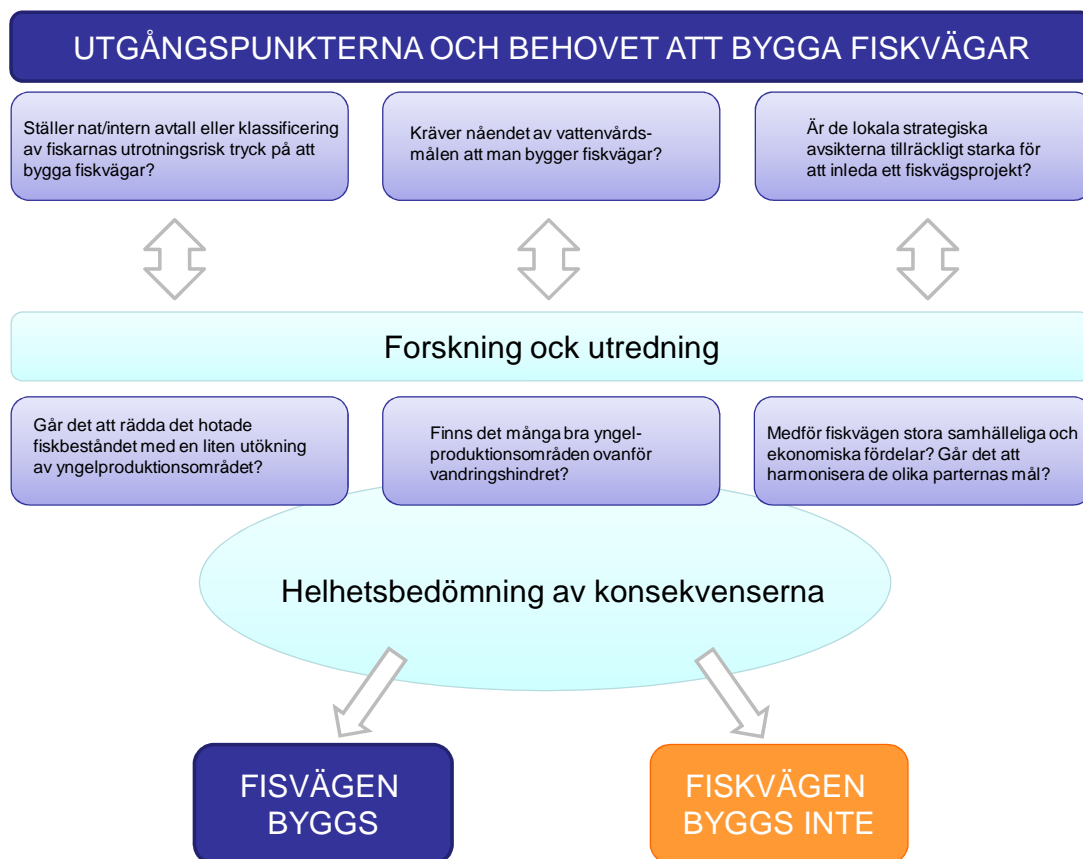 UTGÅNGSPUNKTERNA OCH BEHOVET ATT BYGGA FISKVÄGAR
Ställer nat/intern avtall eller klassificering
av fiskarnas utrotningsrisk tryck på att
bygga fiskvägar?
Kräver nåendet av vattenvårds-
målen att man bygger fiskvägar?
Är de lokala strategiska
avsikterna tillräckligt starka för
att inleda ett fiskvägsprojekt?
Forskning ock utredning
Går det att rädda det hotade
fiskbeståndet med en liten utökning
av yngelproduktionsområdet?
Finns det många bra yngel-
produktionsområden ovanför
vandringshindret?
Medför fiskvägen stora samhälleliga och
ekonomiska fördelar? Går det att
harmonisera de olika parternas mål?
Helhetsbedömning av konsekvenserna
FISVÄGEN
BYGGS
FISKVÄGEN
BYGGS INTE